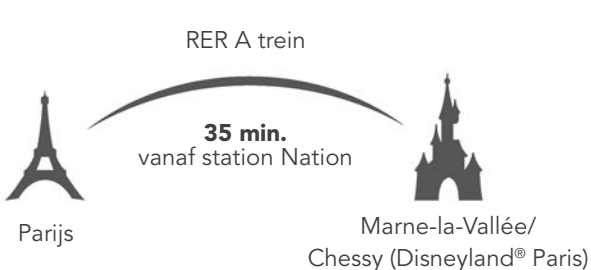 RER A trein
35 min.
vanaf station Nation
Parijs
Marne-la-Vallée/
Chessy (Disneyland® Paris)